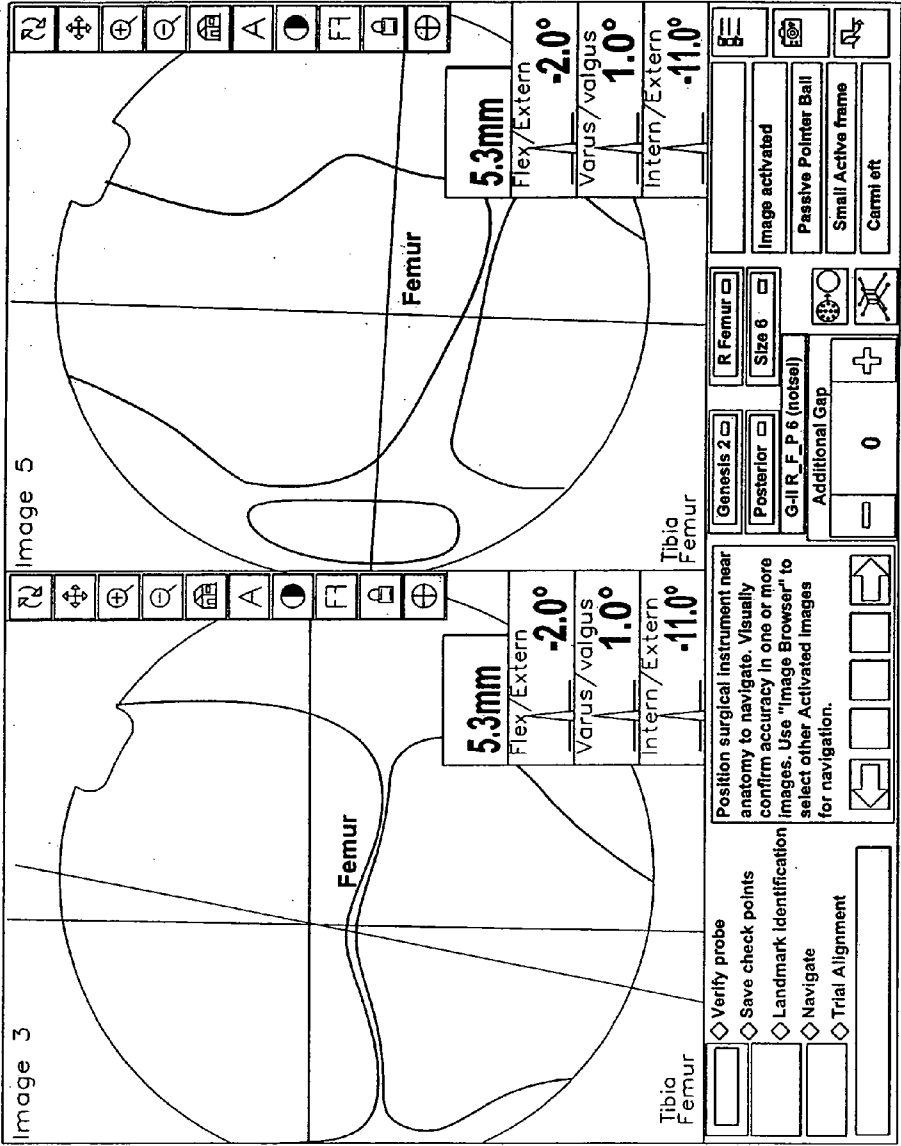 Image 3
A
Femur
5.3mm
Flex/Extern
-2.0°
Varus/valgus
1.0°
Intern/Extern
-11.0°
Tibia
Femur
Image 5
A
Femur
5.3mm
Flex/Extern
-2.0°
Varus/valgus
1.0°
Intern/Extern
-11.0°
Tibia
Femur
Verify probe
Save check points
Landmark Identification
Navigate
Trial Alignment
Position surgical instrument near
anatomy to navigate. Visually
confirm accuracy in one or more
images. Use "Image Browser" to
select other Activated Images
for navigation.
Genesis 2
R Femur
Posterior
Size 6
G-II R_F_P 6 (notsel)
Additional Gap
0
Image activated
Passive Pointer Ball
Small Active frame
Carmi eft